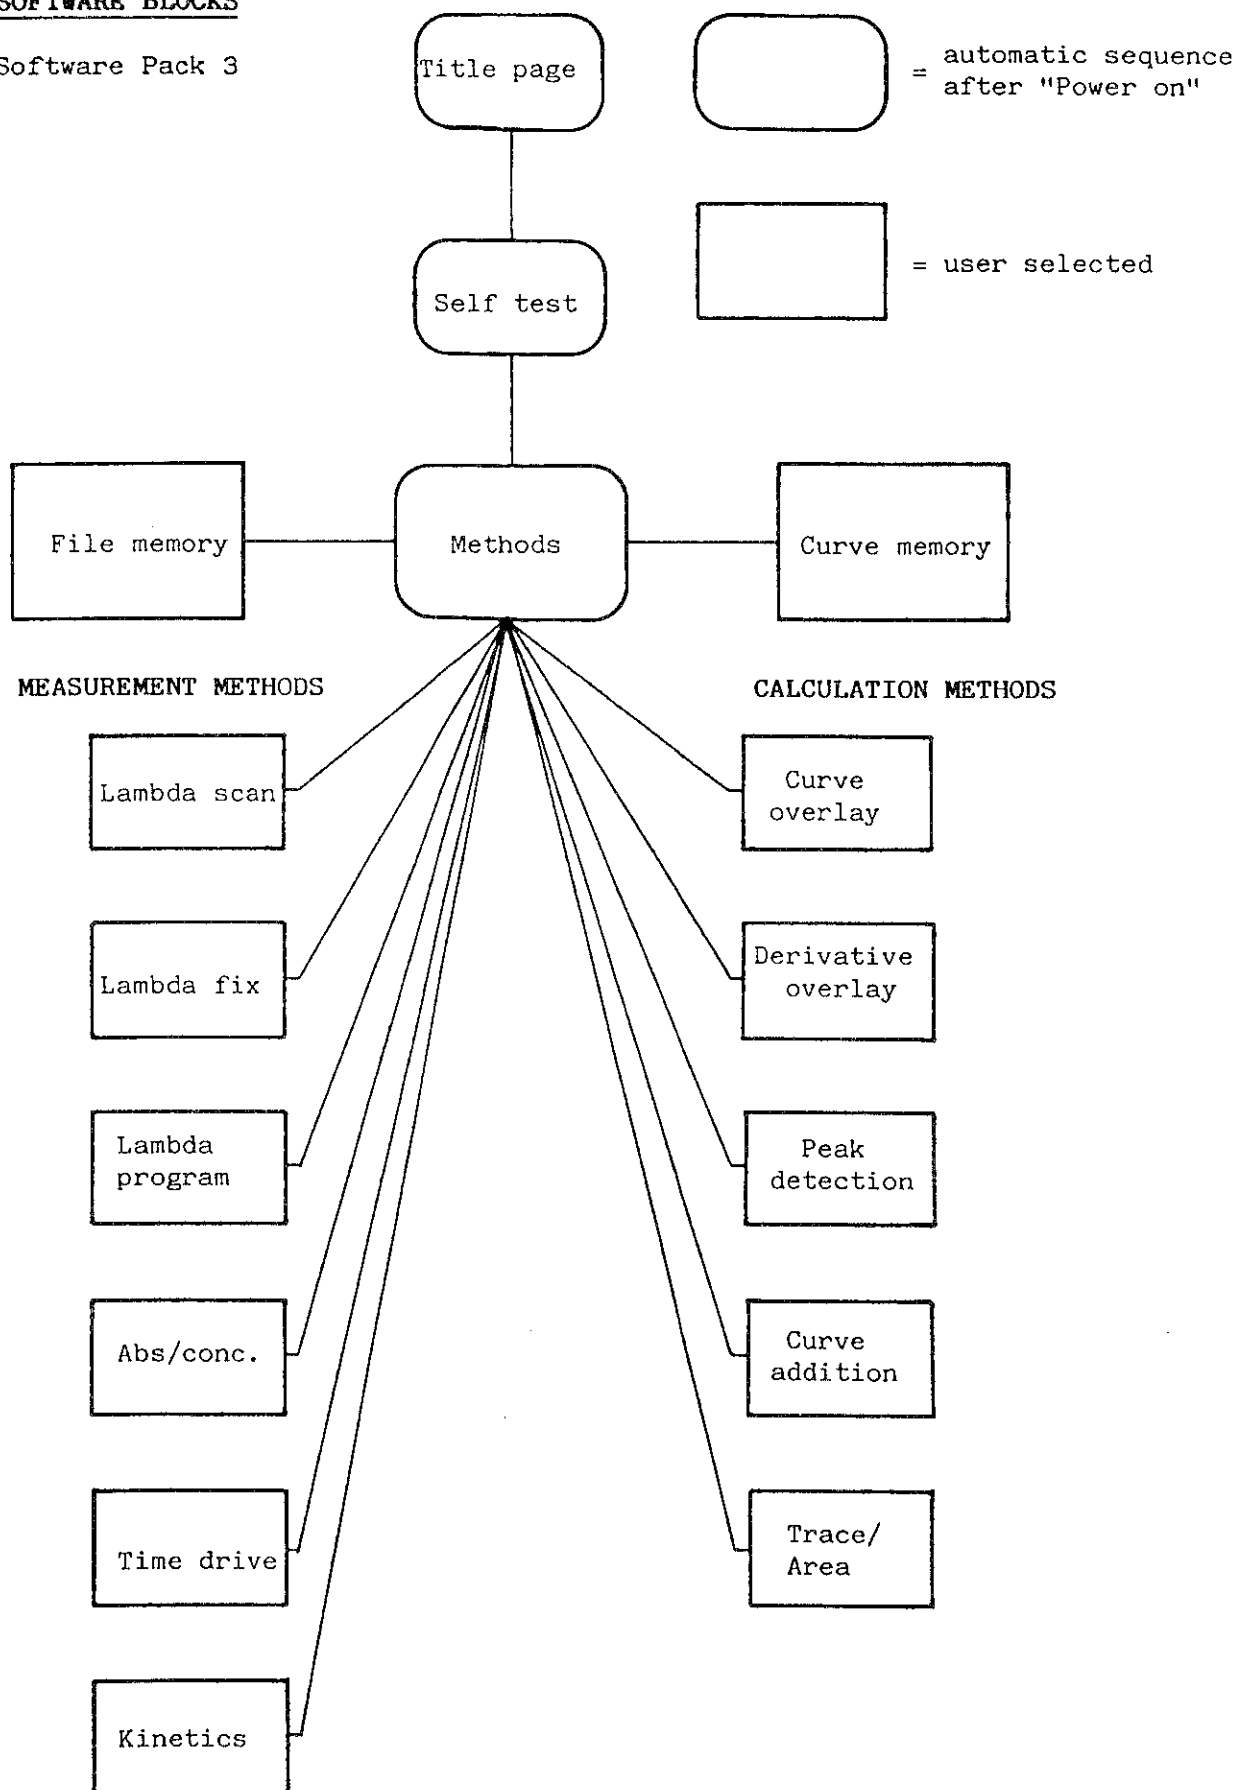 SOFTWARE BLOCKS
Software Pack 3
Title page
= automatic sequence
after "Power on"
Self test
= user selected
File memory
Methods
Curve memory
MEASUREMENT METHODS
CALCULATION METHODS
Lambda scan
Curve
overlay
Lambda fix
Derivative
overlay
Lambda
program
Peak
detection
Abs/conc.
Curve
addition
Time drive
Trace/
Area
Kinetics